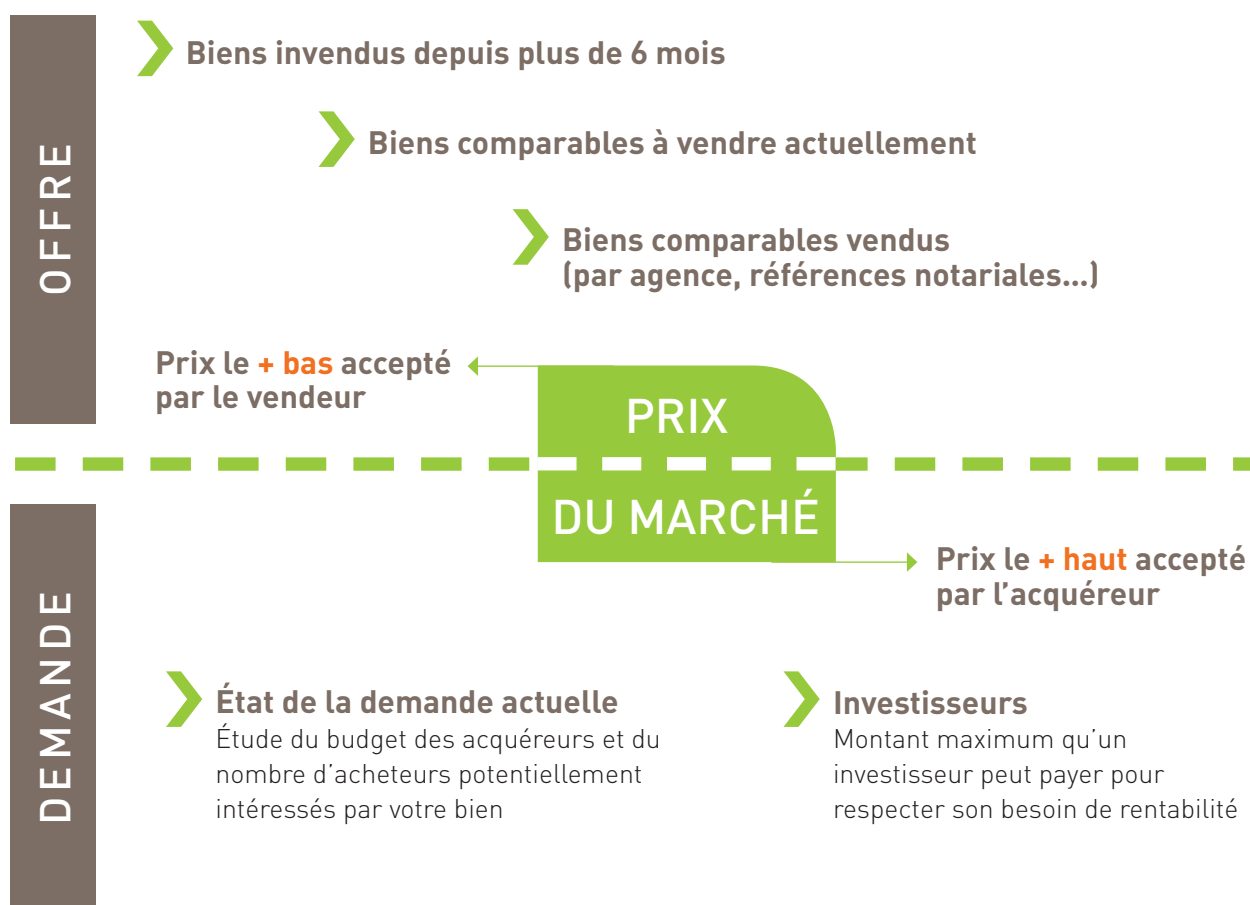 OFFRE
Biens invendus depuis plus de 6 mois
Biens comparables à vendre actuellement
Biens comparables vendus
(par agence, références notariales...)
Prix le + bas accepté
par le vendeur
PRIX
DU MARCHÉ
Prix le + haut accepté
par l'acquéreur
DEMANDE
État de la demande actuelle
Étude du budget des acquéreurs et du
nombre d'acheteurs potentiellement
intéressés par votre bien
Investisseurs
Montant maximum qu'un
investisseur peut payer pour
respecter son besoin de rentabilité